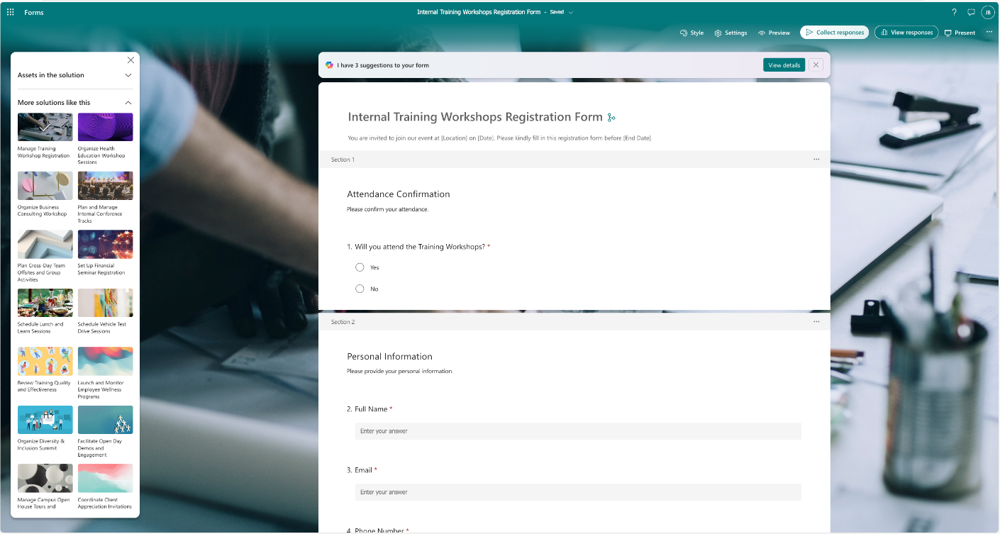 Forms
Internal Training Workshops Registration Form - Saved
?
JB
Style
Settings
Preview
Collect responses
View responses
Present
Assets in the solution
More solutions like this
Manage Training
Workshop Registration
Organize Health
Education Workshop
Sessions
Organize Business
Consulting Workshop
Plan and Manage
Internal Conference
Tracks
Plan Cross-Day Team
Offsites and Group
Activities
Set Up Financial
Seminar Registration
Schedule Lunch and
Learn Sessions
Schedule Vehicle Test
Drive Sessions
Review Training Quality
and Effectiveness
Launch and Monitor
Employee Wellness
Programs
Organize Diversity &
Inclusion Summit
Facilitate Open Day
Demos and
Engagement
Manage Campus Open
House Tours and
Coordinate Client
Appreciation Invitations
I have 3 suggestions to your form
View details
Internal Training Workshops Registration Form
You are invited to join our event at [Location] on [Date]. Please kindly fill in this registration form before [End Date].
Section 1
Attendance Confirmation
Please confirm your attendance.
1. Will you attend the Training Workshops? *
Yes
No
Section 2
Personal Information
Please provide your personal information.
2. Full Name *
Enter your answer
3. Email *
Enter your answer
4. Phone Number *